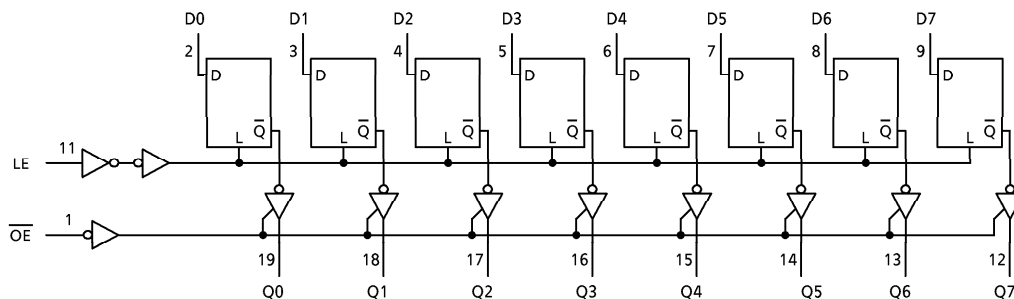 D0 D1 D2 D3 D4 D5 D6 D7
2 3 4 5 6 7 8 9
D D D D D D D D
Q̅ Q̅ Q̅ Q̅ Q̅ Q̅ Q̅ Q̅
L L L L L L L L
LE 11
O̅E̅ 1
19 18 17 16 15 14 13 12
Q0 Q1 Q2 Q3 Q4 Q5 Q6 Q7